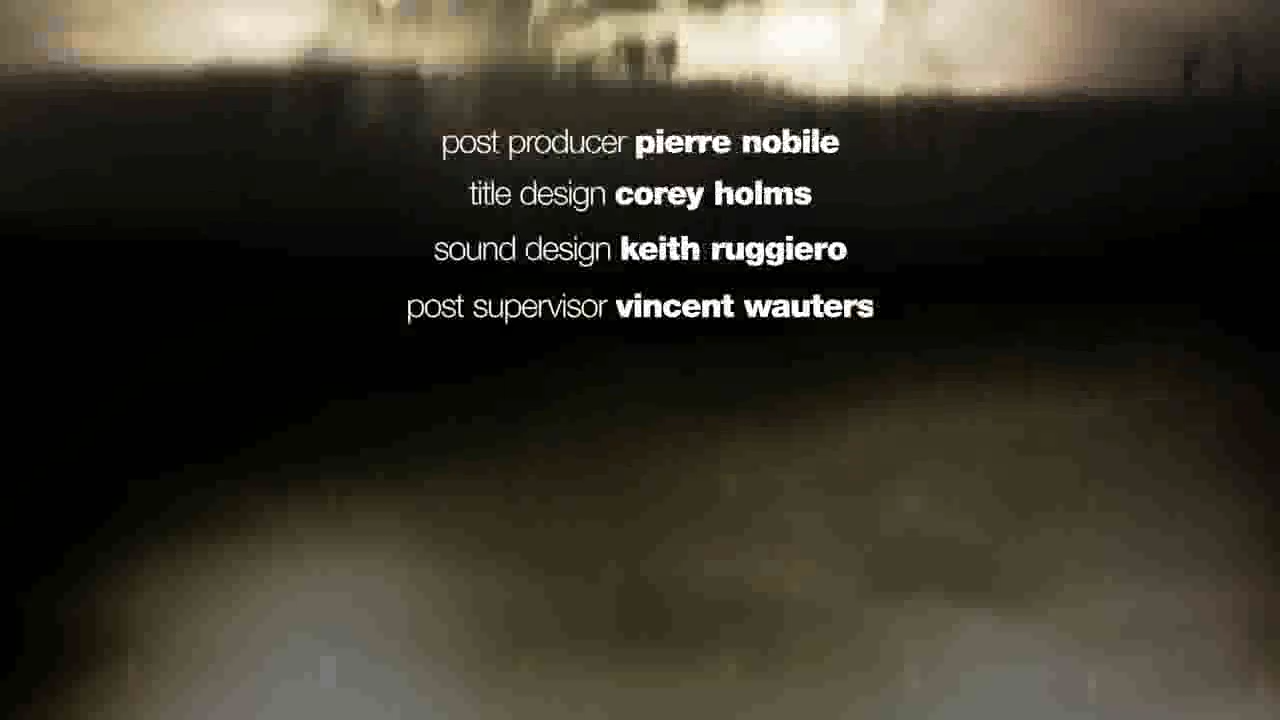 post producer pierre nobile
title design corey holms
sound design keith ruggiero
post supervisor vincent wauters